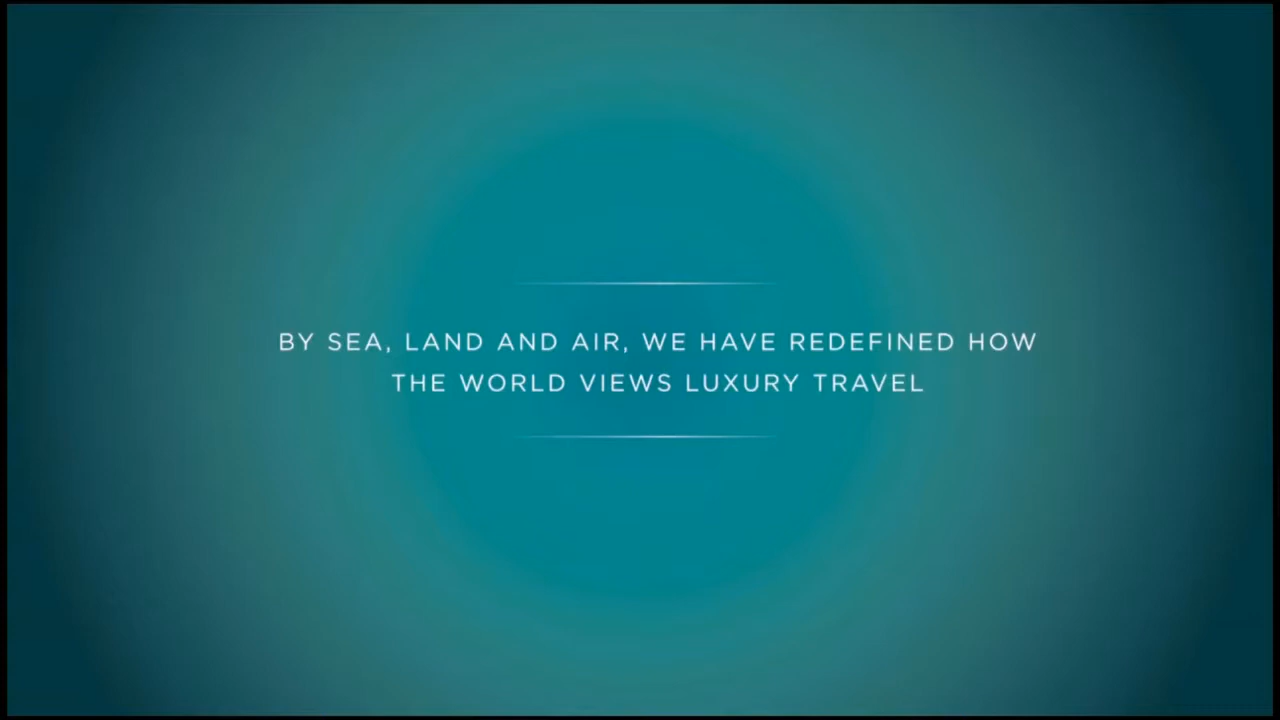 BY SEA, LAND AND AIR, WE HAVE REDEFINED HOW
THE WORLD VIEWS LUXURY TRAVEL